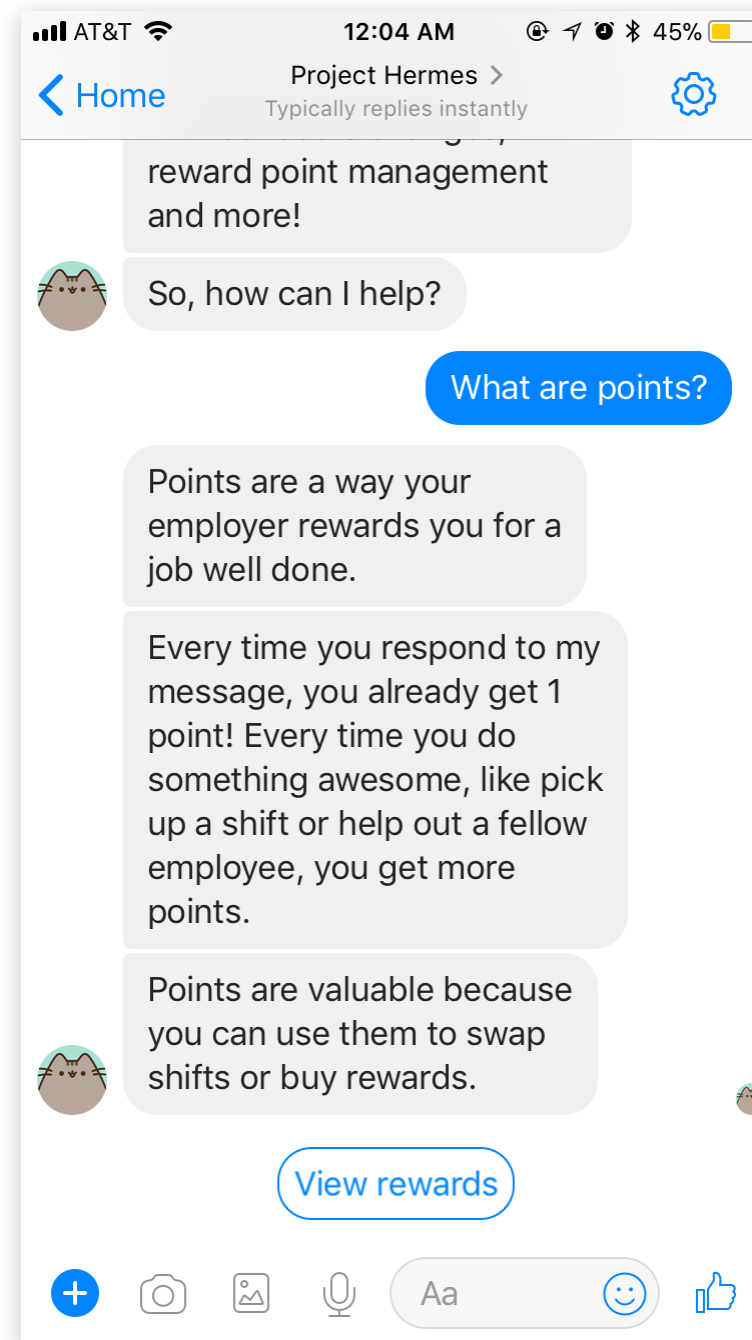 AT&T 12:04 AM 45%
Home Project Hermes
Typically replies instantly
reward point management
and more!
So, how can I help?
What are points?
Points are a way your
employer rewards you for a
job well done.
Every time you respond to my
message, you already get 1
point! Every time you do
something awesome, like pick
up a shift or help out a fellow
employee, you get more
points.
Points are valuable because
you can use them to swap
shifts or buy rewards.
View rewards
Aa